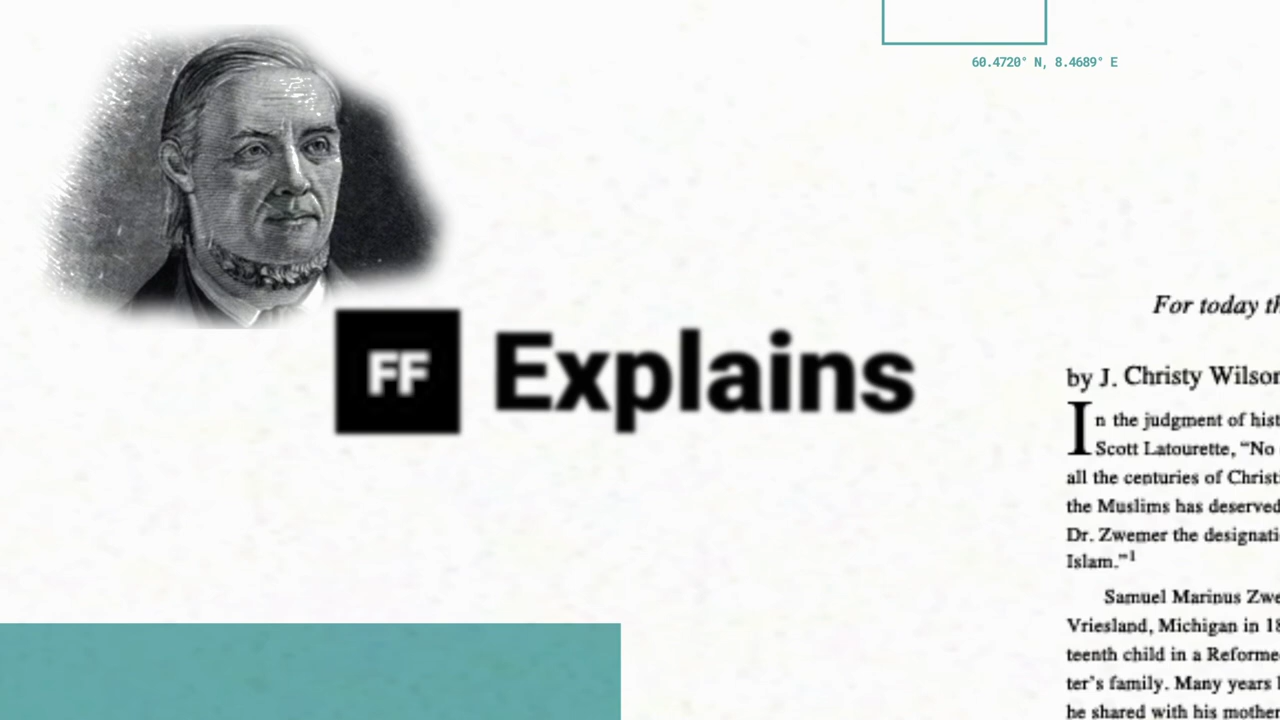 60.4720° N, 8.4689° E
FF Explains
For today th
by J. Christy Wilson
In the judgment of hist
Scott Latourette, “No
all the centuries of Christi
the Muslims has deserved
Dr. Zwemer the designati
Islam.”1
Samuel Marinus Zwe
Vriesland, Michigan in 18
teenth child in a Reforme
ter’s family. Many years l
he shared with his mother